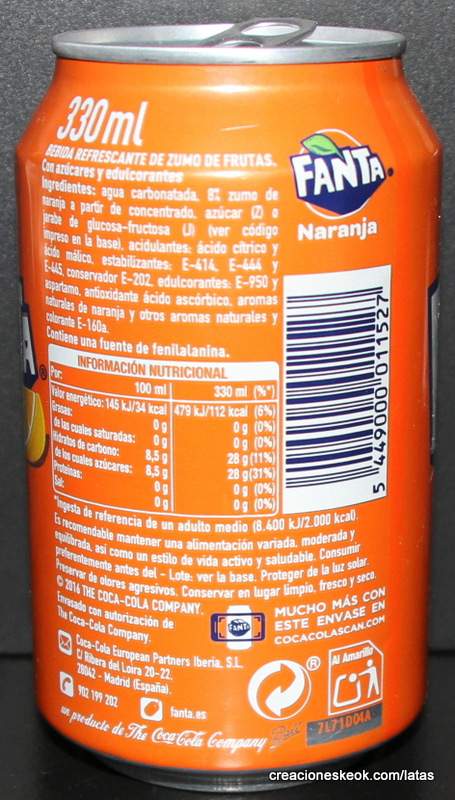 330ml
BEBIDA REFRESCANTE DE ZUMO DE FRUTAS.
Con azúcares y edulcorantes
Ingredientes: agua carbonatada, 8% zumo de
naranja a partir de concentrado, azúcar (Z) o
jarabe de glucosa-fructosa (J) (ver código
impreso en la base), acidulantes: ácido cítrico y
ácido málico, estabilizantes: E-414, E-444 y
E-445, conservador E-202, edulcorantes: E-950 y
aspartamo, antioxidante ácido ascórbico, aromas
naturales de naranja y otros aromas naturales y
colorante E-160a.
Contiene una fuente de fenilalanina.
FANTA
Naranja
INFORMACIÓN NUTRICIONAL
Por: 100 ml 330 ml (%*)
Valor energético: 145 kJ/34 kcal 479 kJ/112 kcal (6%)
Grasas: 0 g 0 g (0%)
de las cuales saturadas: 0 g 0 g (0%)
Hidratos de carbono: 8,5 g 28 g (11%)
de los cuales azúcares: 8,5 g 28 g (31%)
Proteínas: 0 g 0 g (0%)
Sal: 0 g 0 g (0%)
5 449000 011527
*Ingesta de referencia de un adulto medio (8.400 kJ/2.000 kcal).
Es recomendable mantener una alimentación variada, moderada y
equilibrada, así como un estilo de vida activo y saludable. Consumir
preferentemente antes del - Lote: ver la base. Proteger de la luz solar.
Preservar de olores agresivos. Conservar en lugar limpio, fresco y seco.
© 2016 THE COCA-COLA COMPANY.
Envasado con autorización de
The Coca-Cola Company.
FANTA
MUCHO MÁS CON
ESTE ENVASE EN
COCACOLASCAN.COM
Coca-Cola European Partners Iberia, S.L.
C/ Ribera del Loira 20-22.
28042 - Madrid (España).
902 199 202
fanta.es
®
Al Amarillo
7L71D04A
un producto de The Coca-Cola Company
creacioneskeok.com/latas